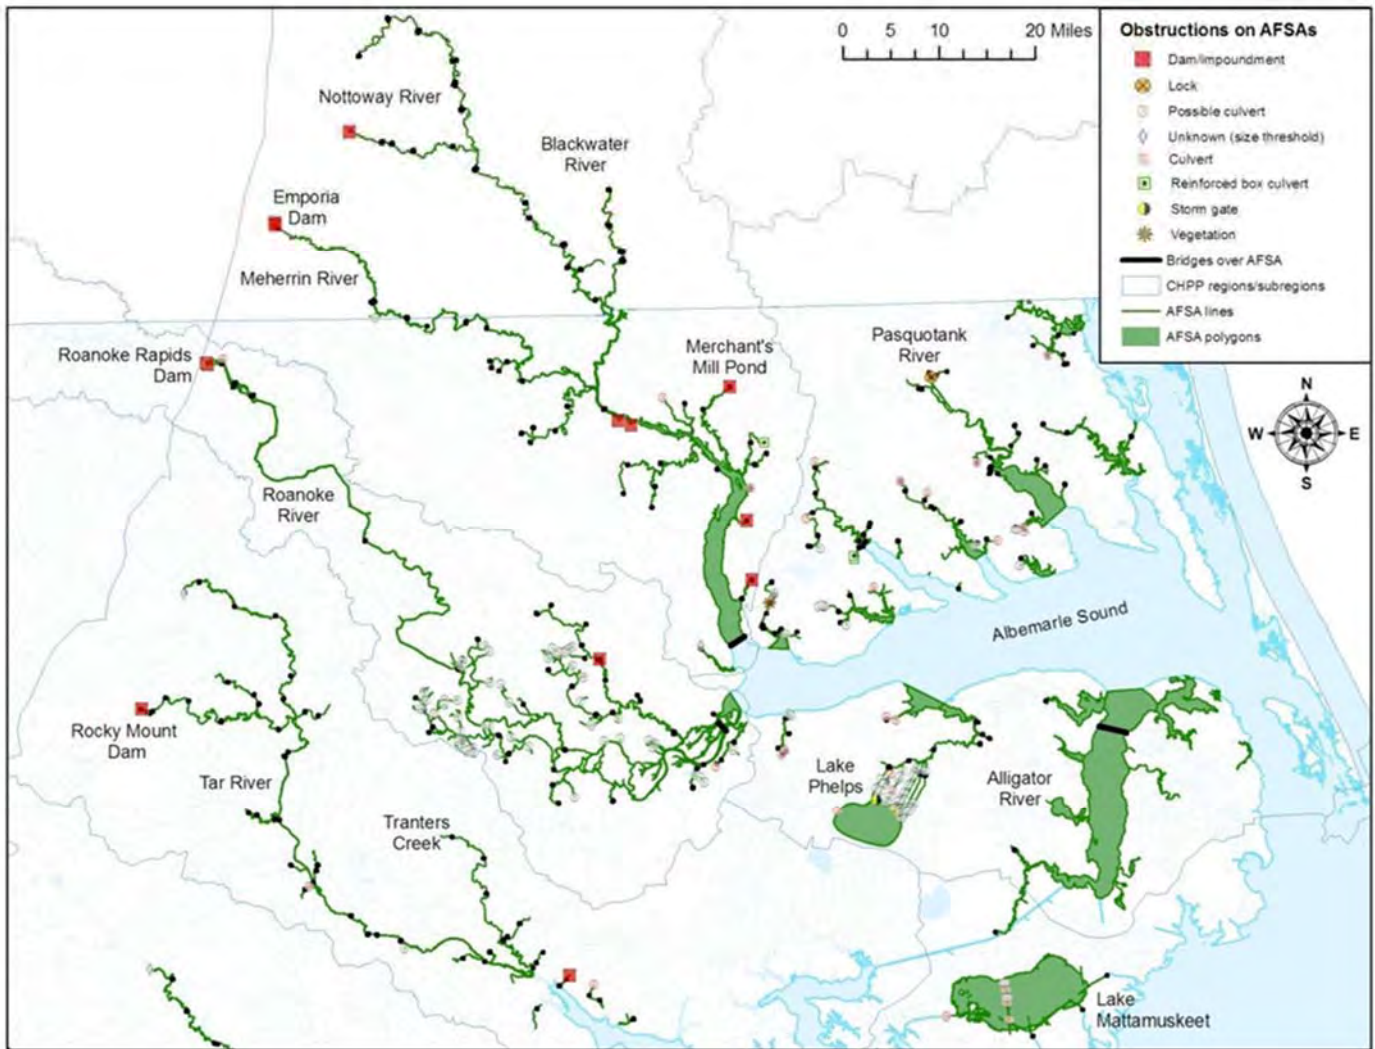 0 5 10 20 Miles
Obstructions on AFSAs
Dam/Impoundment
Lock
Possible culvert
Unknown (size threshold)
Culvert
Reinforced box culvert
Storm gate
Vegetation
Bridges over AFSA
CHPP regions/subregions
AFSA lines
AFSA polygons
Nottoway River
Blackwater
River
Emporia
Dam
Meherrin River
Roanoke Rapids
Dam
Merchant's
Mill Pond
Pasquotank
River
N
W
E
S
Roanoke
River
Albemarle Sound
Rocky Mount
Dam
Tar River
Lake
Phelps
Alligator
River
Tranters
Creek
Lake
Mattamuskeet